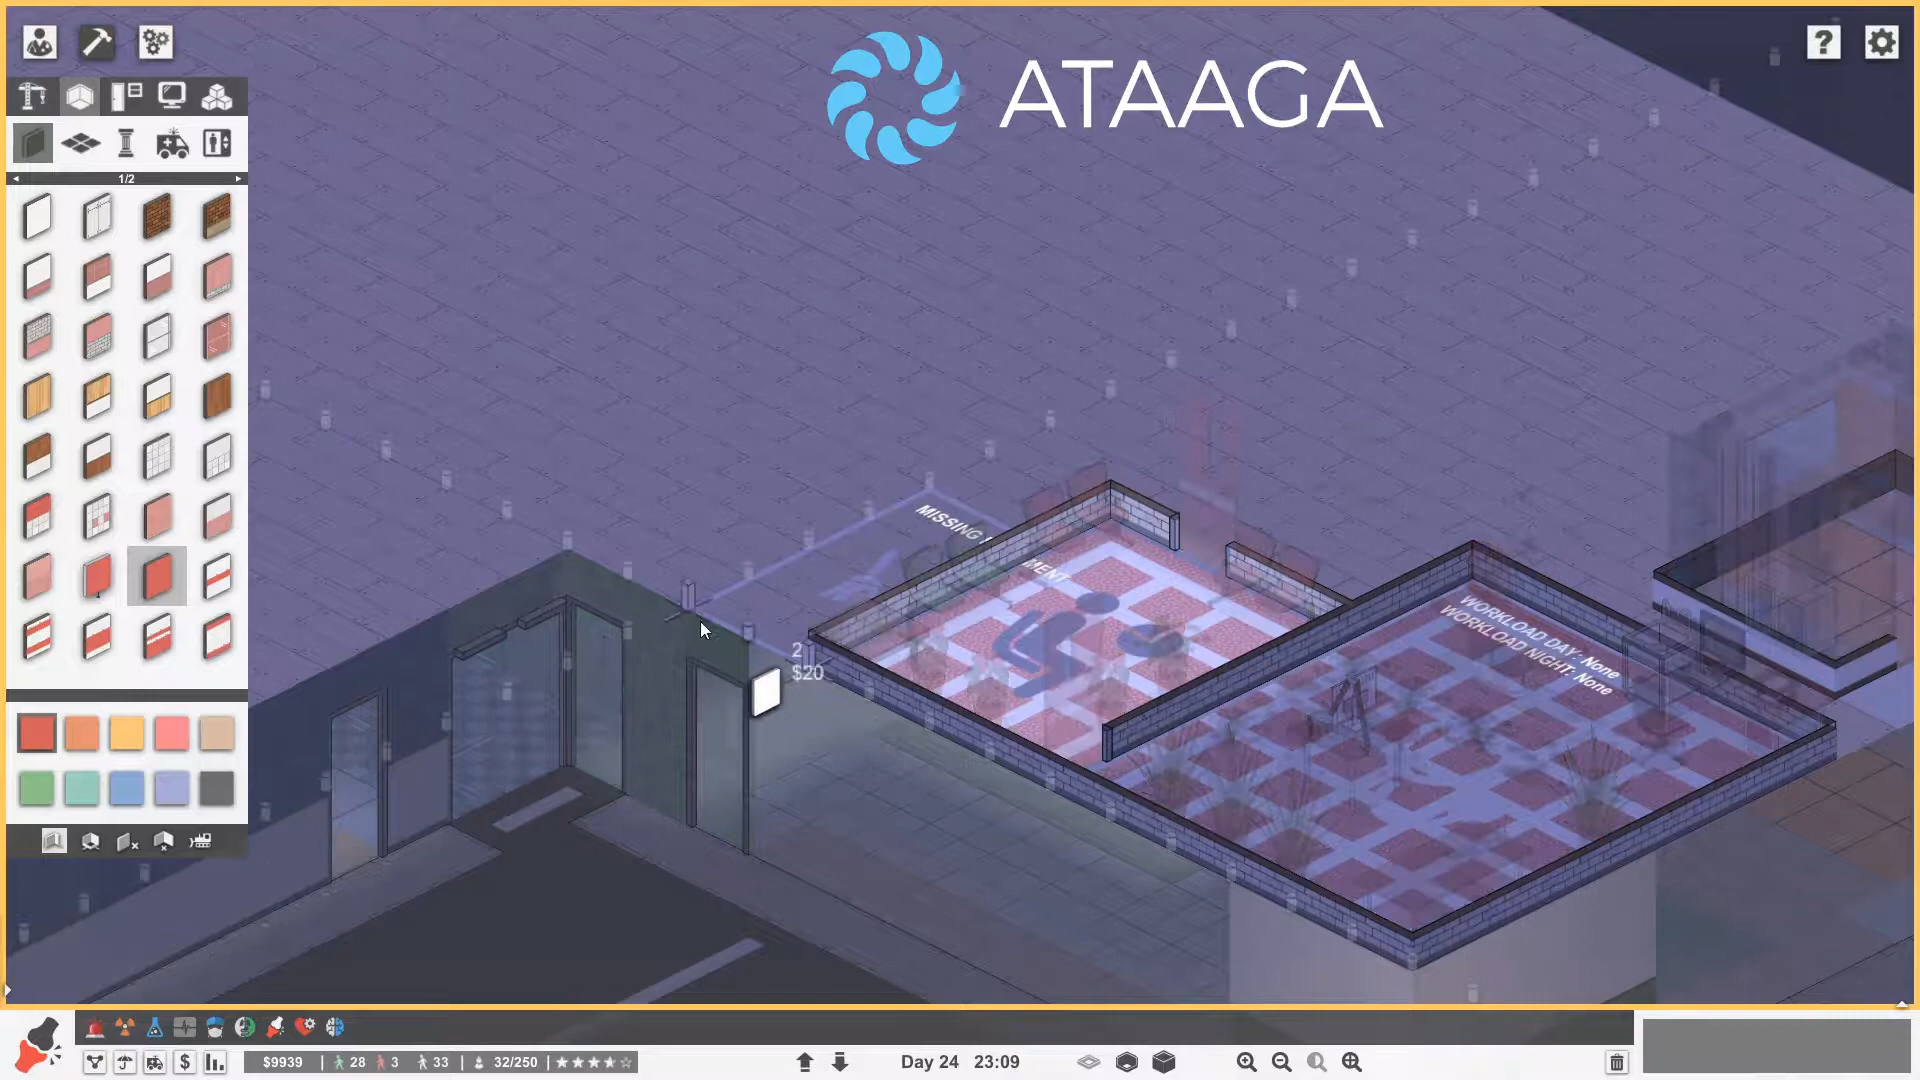 ATAAGA
?
1/2
MISSING
MENT
WORKLOAD DAY: None
WORKLOAD NIGHT: None
2
$20
$
$9939 | 28 3 | 33 | 32/250 |
Day 24 23:09